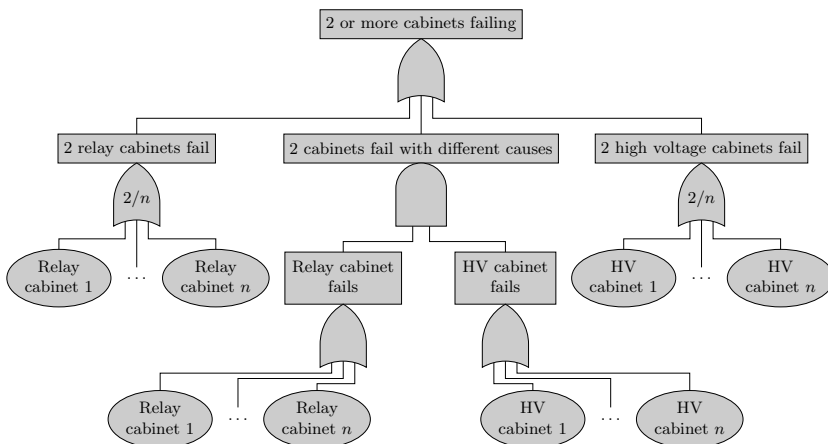 2 or more cabinets failing
2 relay cabinets fail
2 cabinets fail with different causes
2 high voltage cabinets fail
2/n
2/n
Relay
cabinet 1
...
Relay
cabinet n
Relay cabinet
fails
HV cabinet
fails
HV
cabinet 1
...
HV
cabinet n
Relay
cabinet 1
...
Relay
cabinet n
HV
cabinet 1
...
HV
cabinet n